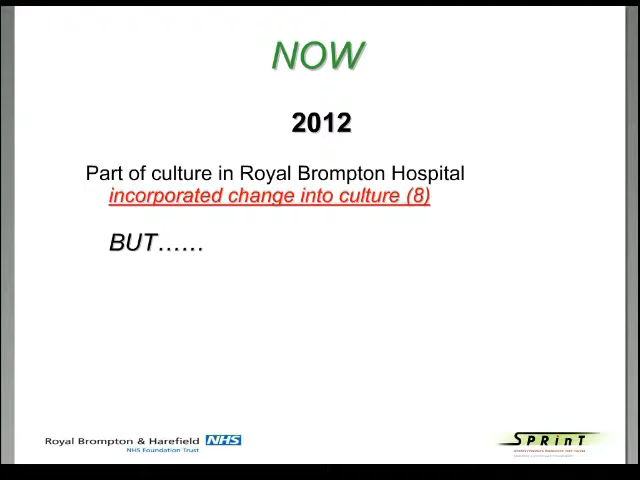 NOW
2012
Part of culture in Royal Brompton Hospital
incorporated change into culture (8)
BUT......
Royal Brompton & Harefield NHS
NHS Foundation Trust
SPRinT